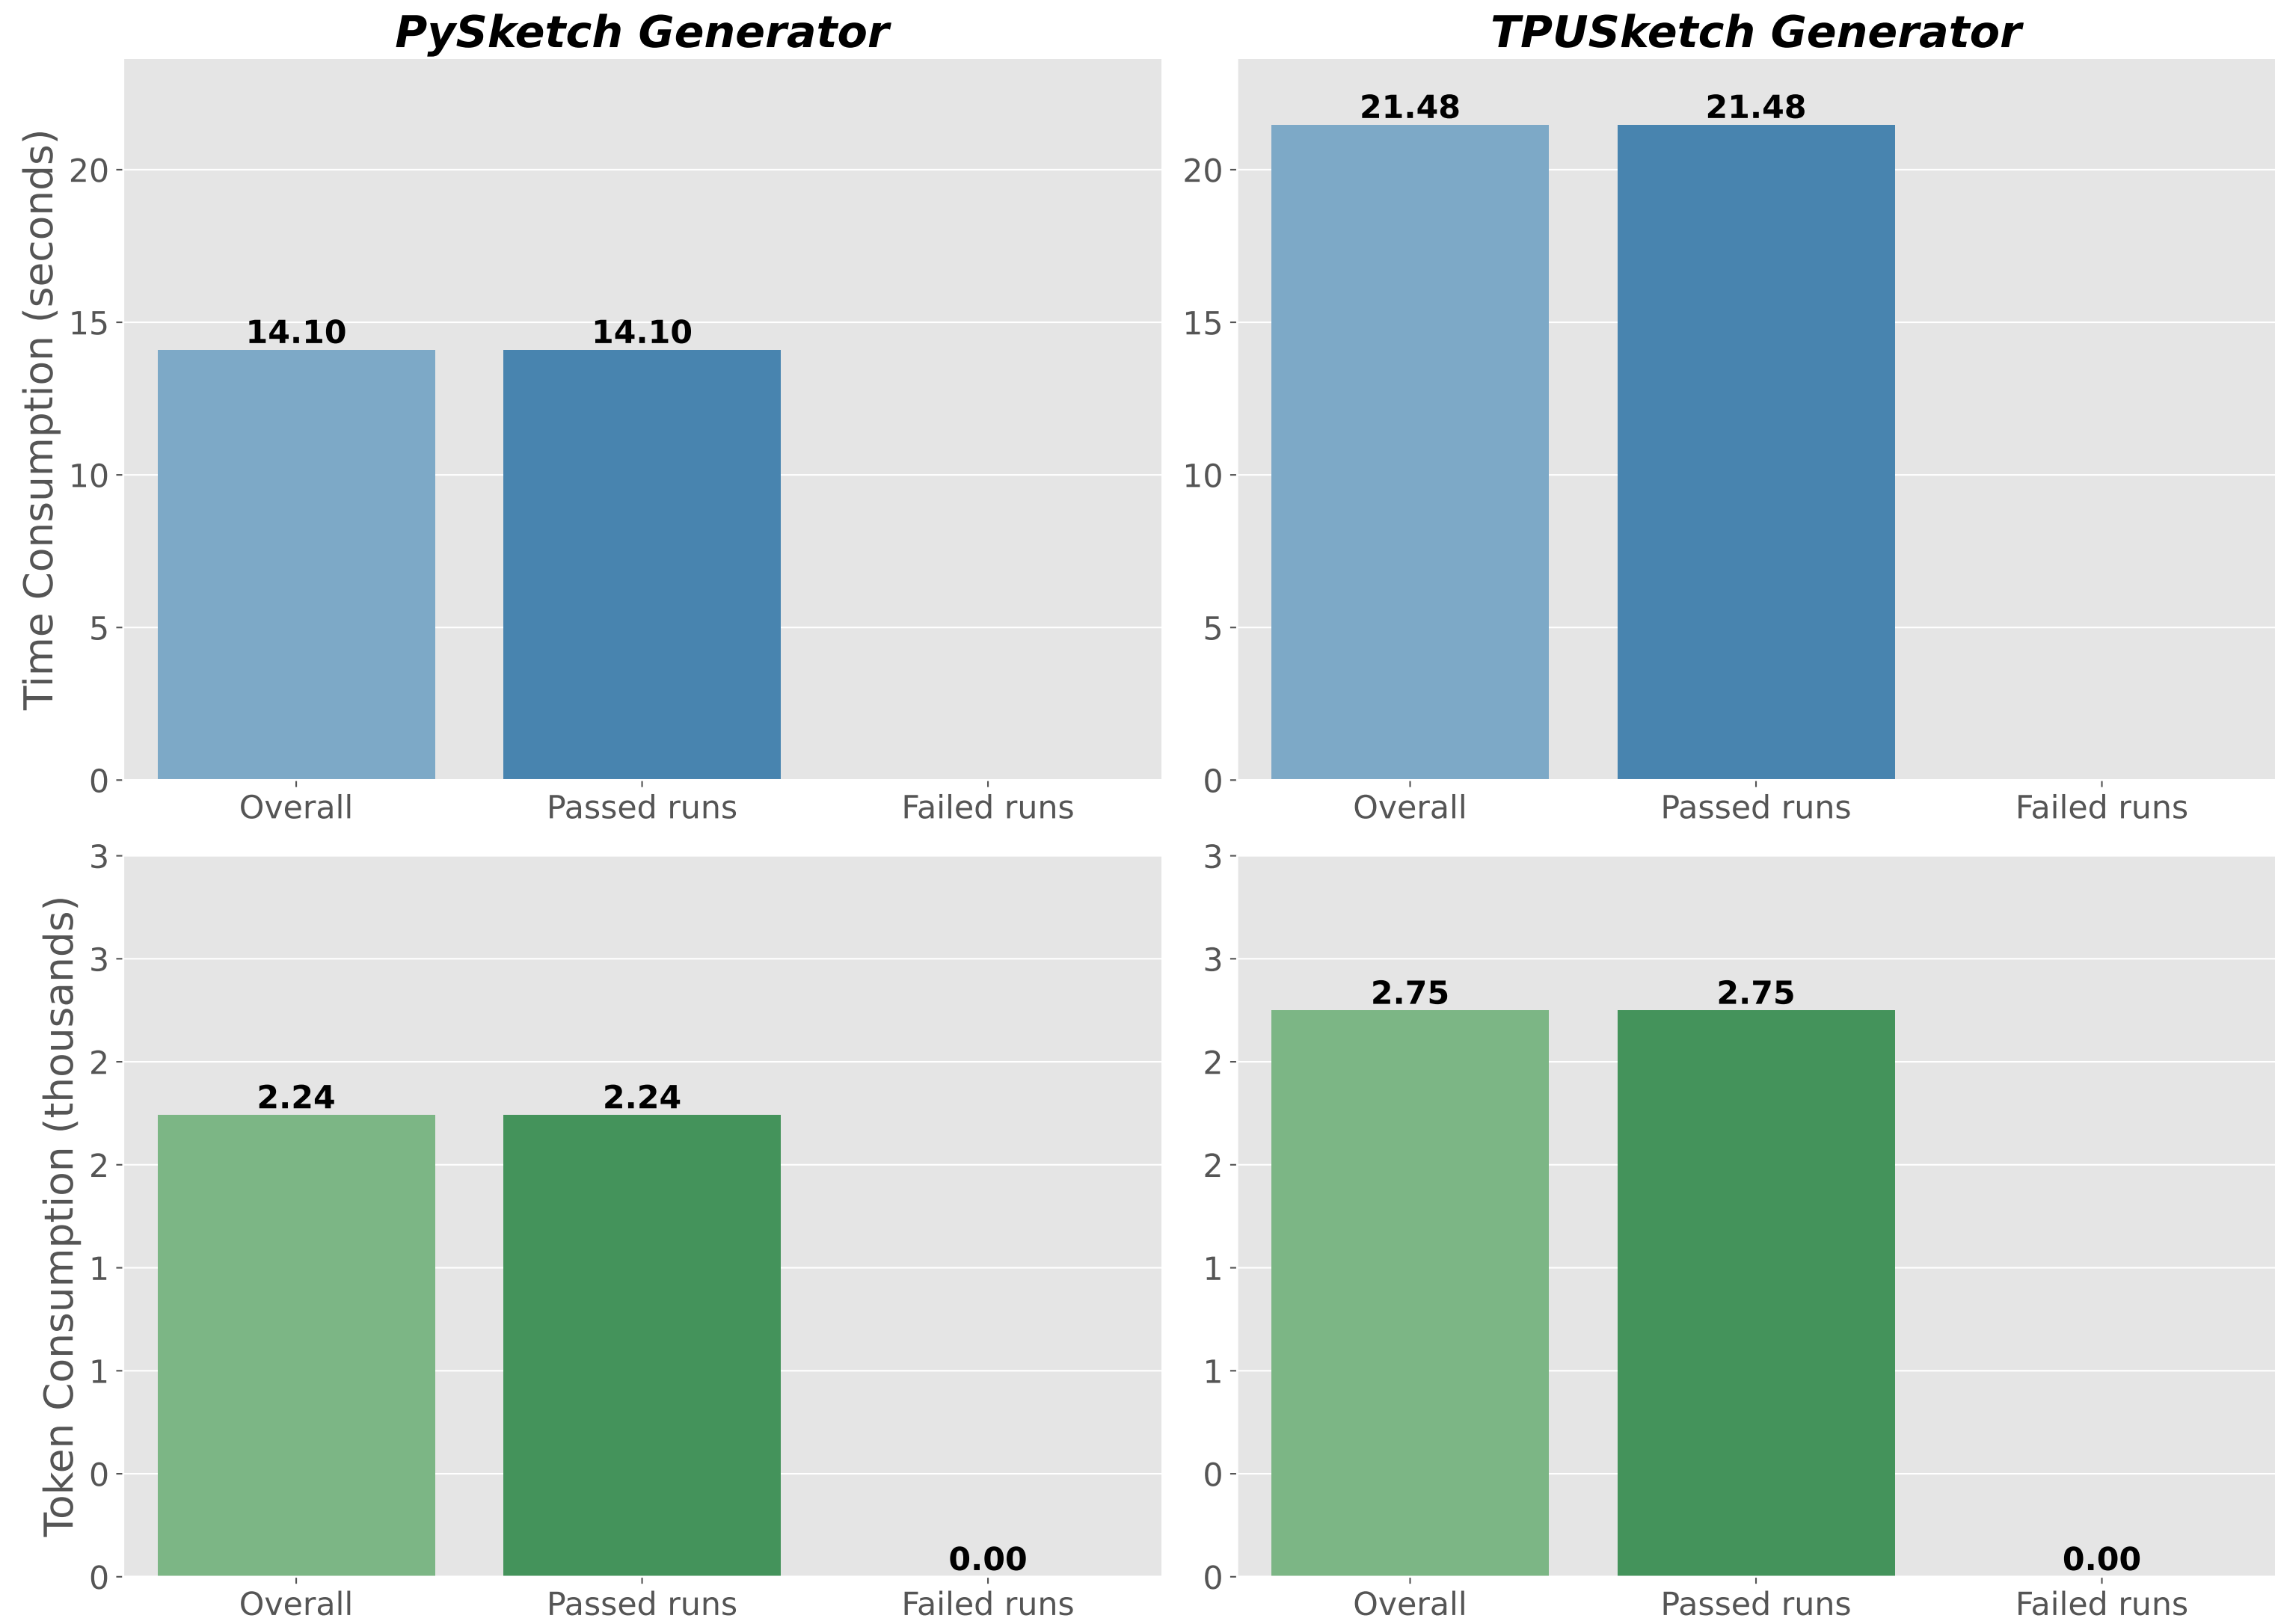 PySketch Generator
TPUSketch Generator
Time Consumption (seconds)
20
15
10
5
0
14.10
14.10
Overall
Passed runs
Failed runs
20
15
10
5
0
21.48
21.48
Overall
Passed runs
Failed runs
Token Consumption (thousands)
3
3
2
2
1
1
0
0
2.24
2.24
0.00
Overall
Passed runs
Failed runs
3
3
2
2
1
1
0
0
2.75
2.75
0.00
Overall
Passed runs
Failed runs